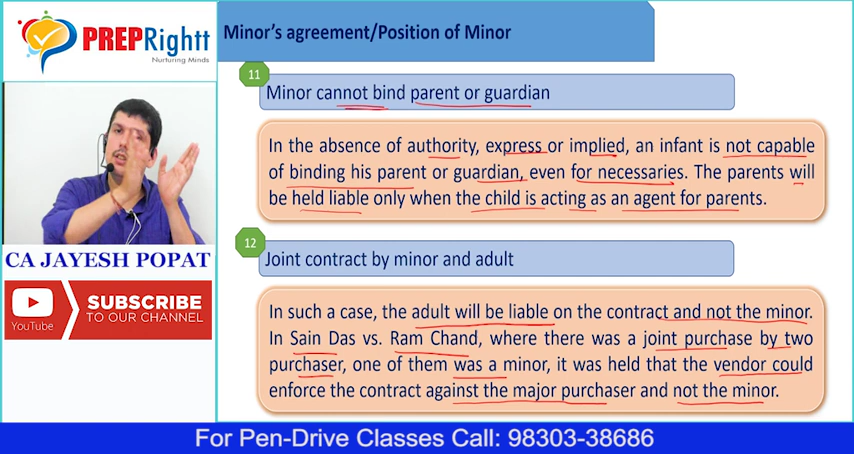 PREPRightt
Nurturing Minds
Minor's agreement/Position of Minor
11
Minor cannot bind parent or guardian
In the absence of authority, express or implied, an infant is not capable
of binding his parent or guardian, even for necessaries. The parents will
be held liable only when the child is acting as an agent for parents.
12
Joint contract by minor and adult
In such a case, the adult will be liable on the contract and not the minor.
In Sain Das vs. Ram Chand, where there was a joint purchase by two
purchaser, one of them was a minor, it was held that the vendor could
enforce the contract against the major purchaser and not the minor.
CA JAYESH POPAT
YouTube
SUBSCRIBE
TO OUR CHANNEL
For Pen-Drive Classes Call: 98303-38686